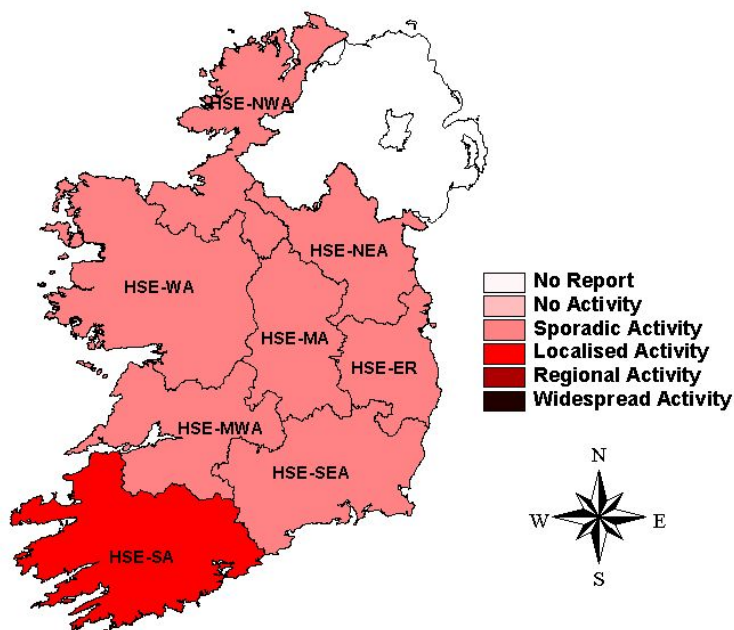 HSE-NWA
HSE-NEA
HSE-WA
HSE-MA
HSE-ER
HSE-MWA
HSE-SEA
HSE-SA
No Report
No Activity
Sporadic Activity
Localised Activity
Regional Activity
Widespread Activity
N
W E
S